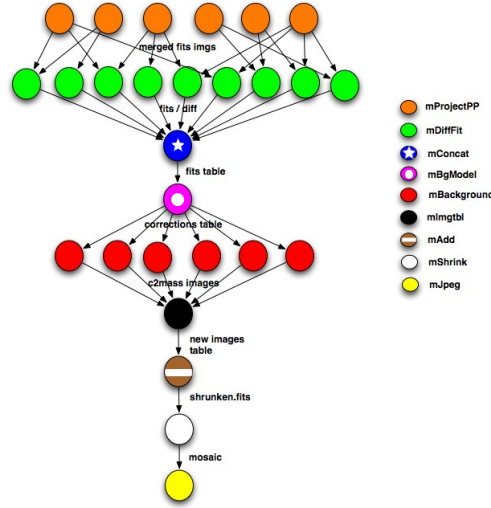 merged fits imgs
fits / diff
fits table
corrections table
c2mass images
new images
table
shrunken.fits
mosaic
mProjectPP
mDiffFit
mConcat
mBgModel
mBackground
mImgtbl
mAdd
mShrink
mJpeg